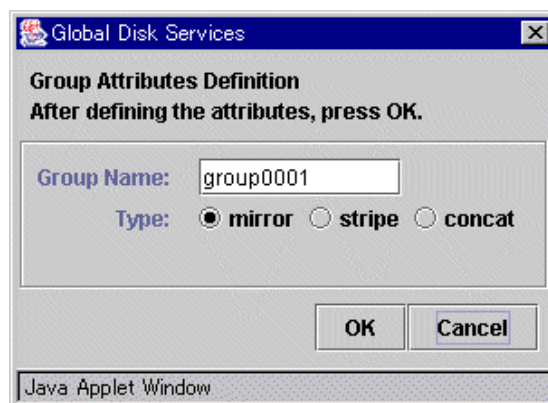 Global Disk Services
Group Attributes Definition
After defining the attributes, press OK.
Group Name: group0001
Type: mirror stripe concat
OK Cancel
Java Applet Window